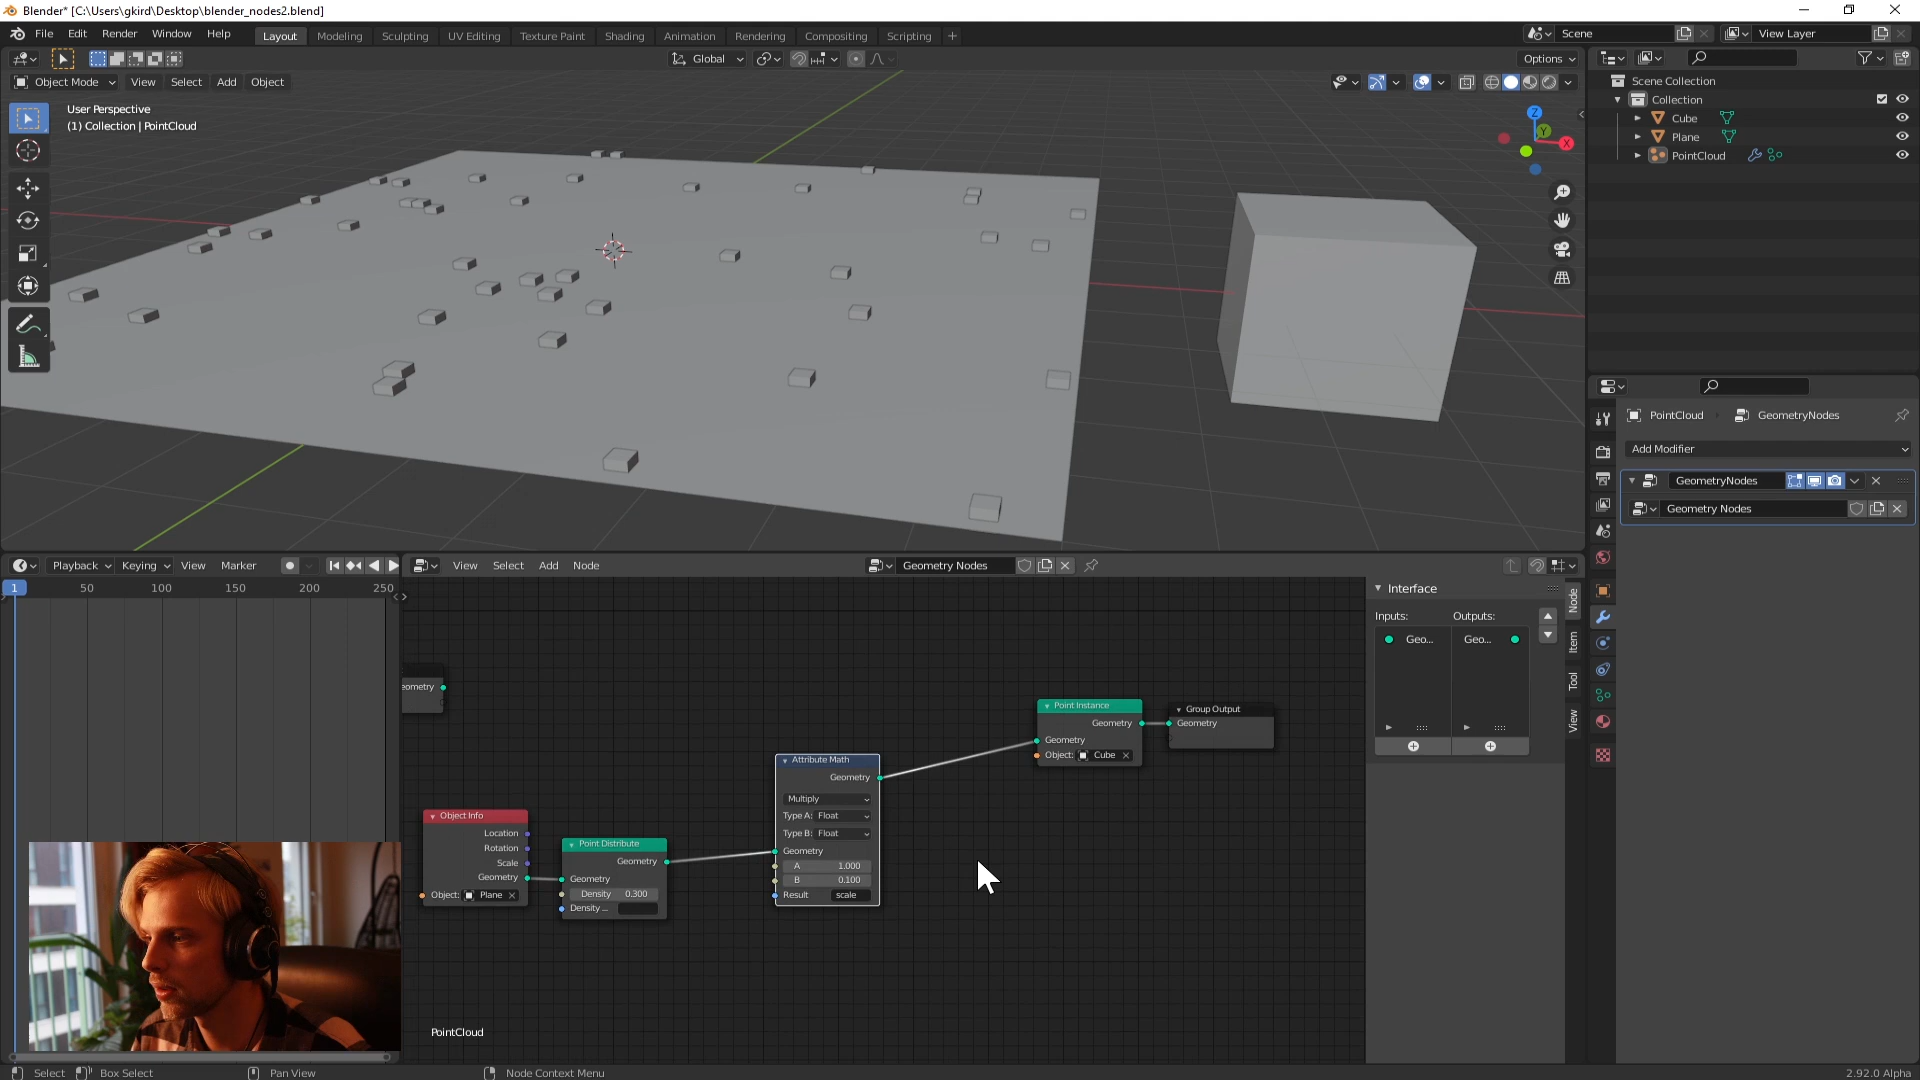 Blender* [C:\Users\gkird\Desktop\blender_nodes2.blend]
File Edit Render Window Help Layout Modeling Sculpting UV Editing Texture Paint Shading Animation Rendering Compositing Scripting + Scene View Layer
Global Options
Object Mode View Select Add Object
User Perspective
(1) Collection | PointCloud
Z
Y
X
Scene Collection
Collection
Cube
Plane
PointCloud
PointCloud GeometryNodes
Add Modifier
GeometryNodes
Geometry Nodes
Playback Keying View Marker
1 50 100 150 200 250
View Select Add Node Geometry Nodes
eometry
Object Info
Location
Rotation
Scale
Geometry
Object: Plane
Point Distribute
Geometry
Geometry
Density 0.300
Density ...
Attribute Math
Geometry
Multiply
Type A: Float
Type B: Float
Geometry
A 1.000
B 0.100
Result scale
Point Instance
Geometry
Geometry
Object: Cube
Group Output
Geometry
Interface
Inputs: Outputs:
Geo... Geo...
Node
Item
Tool
View
PointCloud
Select Box Select Pan View Node Context Menu 2.92.0 Alpha